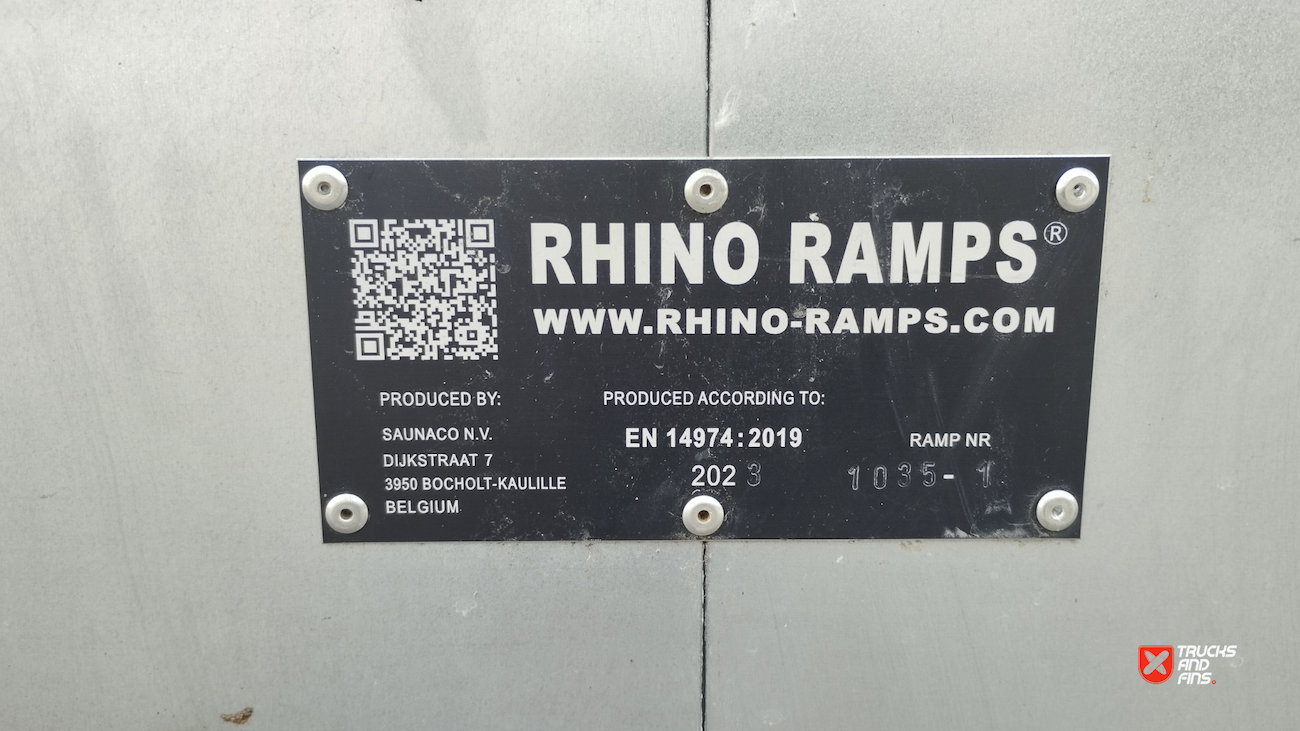 RHINO RAMPS®
WWW.RHINO-RAMPS.COM
PRODUCED BY:
SAUNACO N.V.
DIJKSTRAAT 7
3950 BOCHOLT-KAULILLE
BELGIUM
PRODUCED ACCORDING TO:
EN 14974:2019
2023
RAMP NR
1035-1
TRUCKS
AND
FINS.